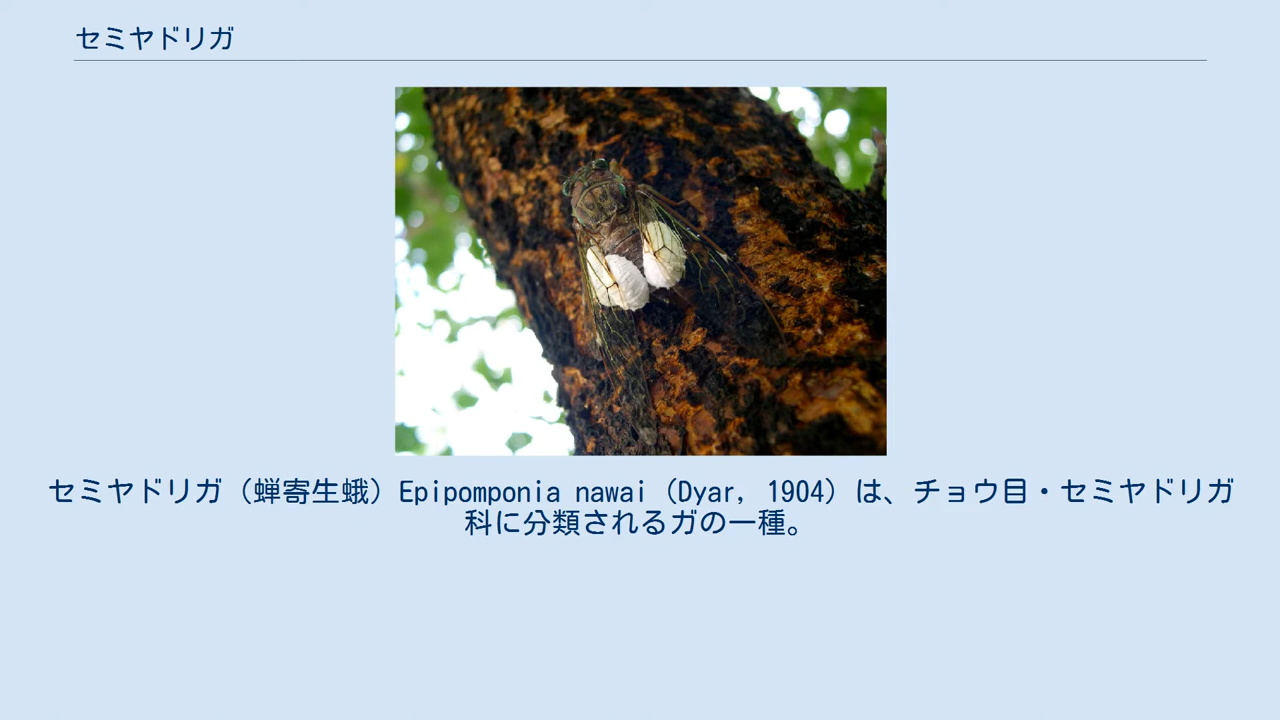 セミヤドリガ
セミヤドリガ（蝉寄生蛾）Epipomponia nawai（Dyar, 1904）は、チョウ目・セミヤドリガ
科に分類されるガの一種。